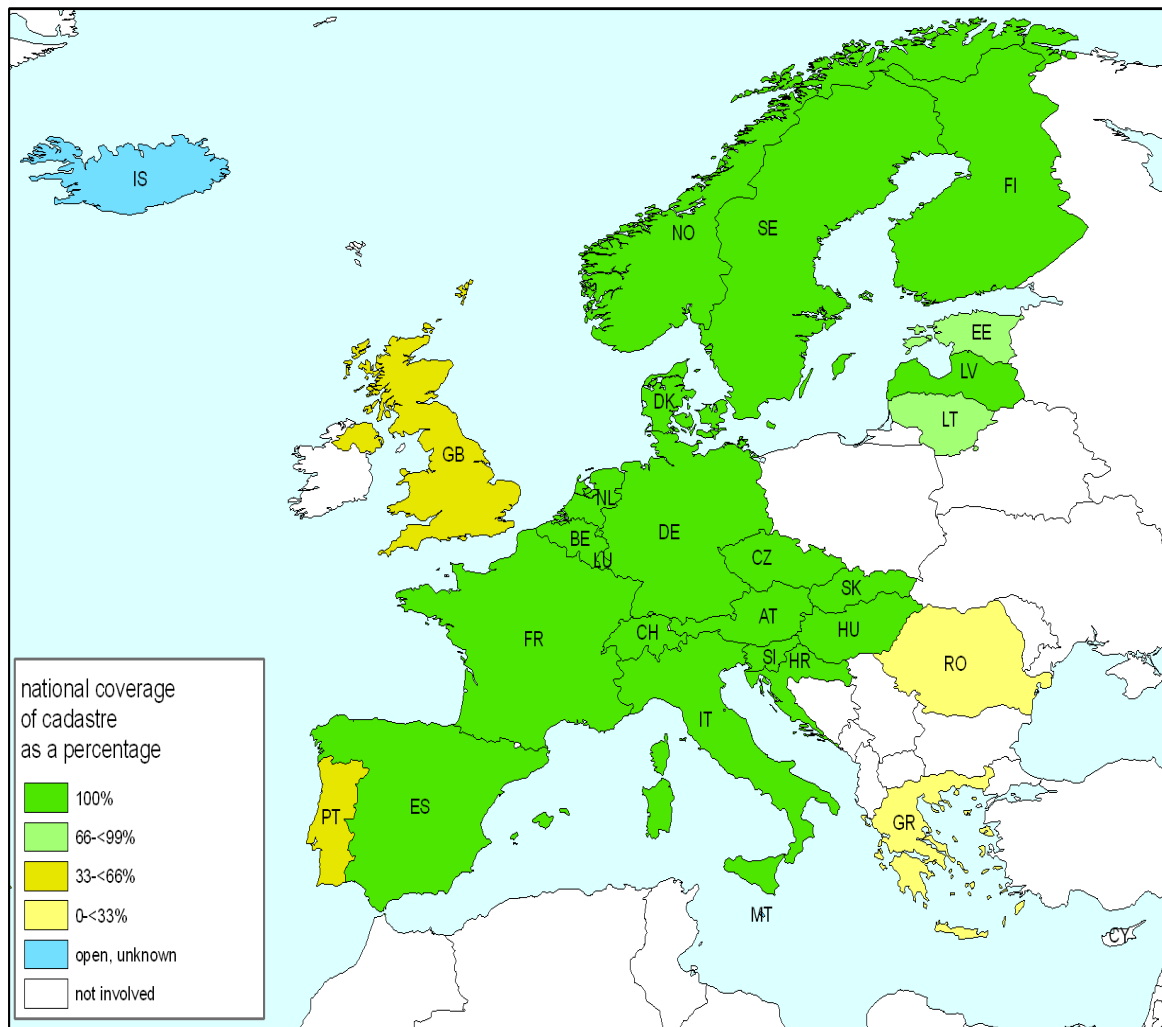 IS
FI
NO
SE
EE
LV
DK
LT
GB
NL
DE
BE
CZ
LU
SK
AT
HU
FR
CH
SI
HR
RO
IT
PT
ES
GR
MT
CY
national coverage
of cadastre
as a percentage
100%
66-<99%
33-<66%
0-<33%
open, unknown
not involved